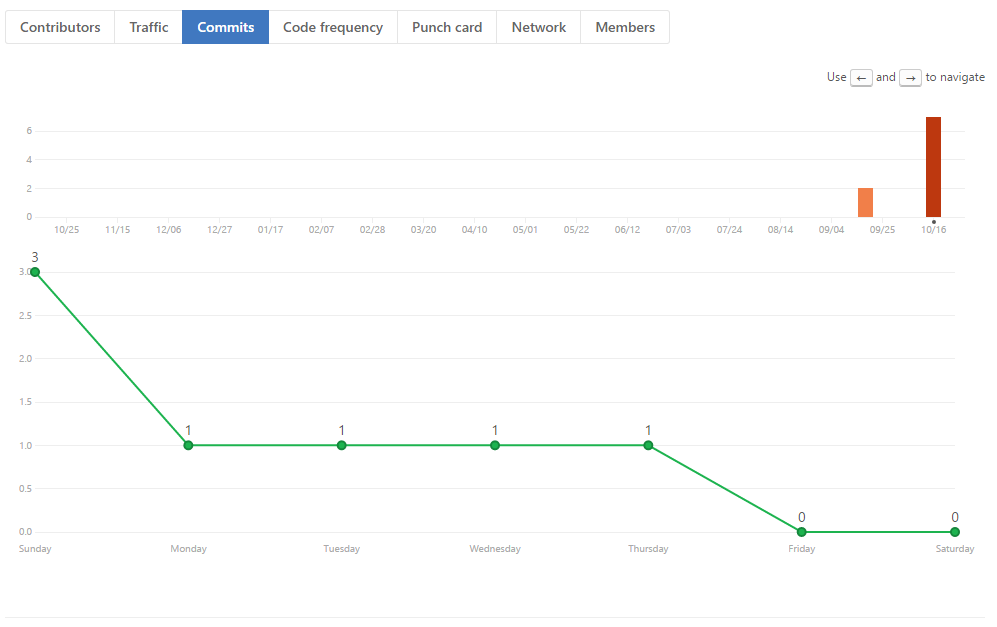 Contributors Traffic Commits Code frequency Punch card Network Members
Use ← and → to navigate
6
4
2
0
10/25 11/15 12/06 12/27 01/17 02/07 02/28 03/20 04/10 05/01 05/22 06/12 07/03 07/24 08/14 09/04 09/25 10/16
3
3.0
2.5
2.0
1.5
1 1 1 1
1.0
0.5
0 0
0.0
Sunday Monday Tuesday Wednesday Thursday Friday Saturday